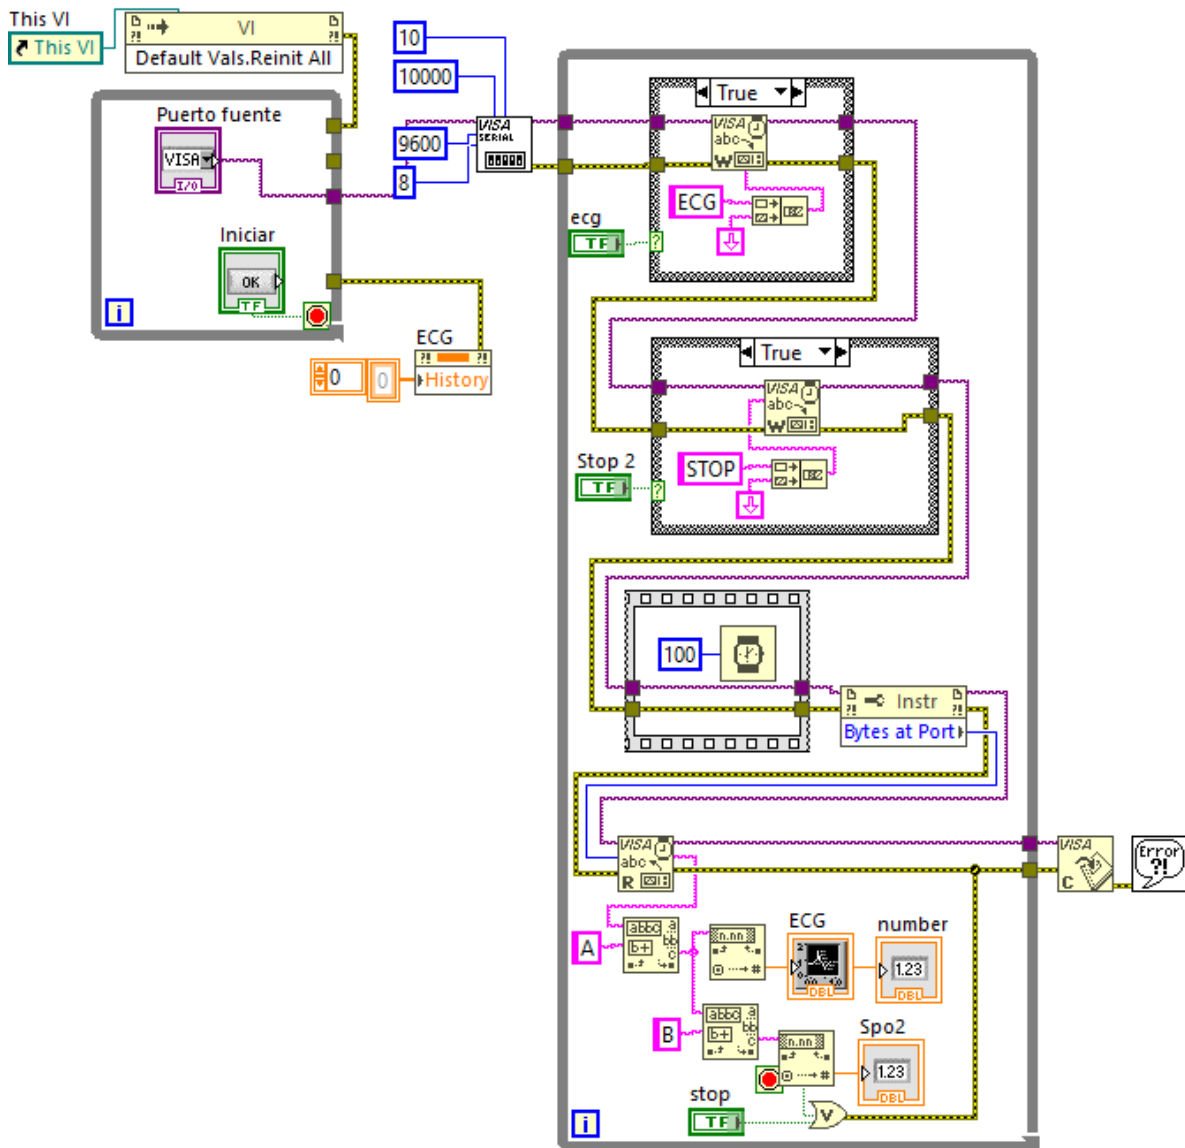 This VI
This VI
VI
Default Vals.Reinit All
Puerto fuente
VISA
I/O
Iniciar
OK
TF
i
10
10000
9600
8
VISA
SERIAL
ECG
History
0
0
True
VISA
abc
W
ECG
ecg
TF
?
True
VISA
abc
W
STOP
Stop 2
TF
?
100
Instr
Bytes at Port
VISA
abc
R
VISA
C
Error
?!
A
abbc
b+
a
bb
c
n.nn
#
ECG
DBL
number
1.23
DBL
B
abbc
b+
a
bb
c
n.nn
#
Spo2
1.23
DBL
stop
TF
V
i